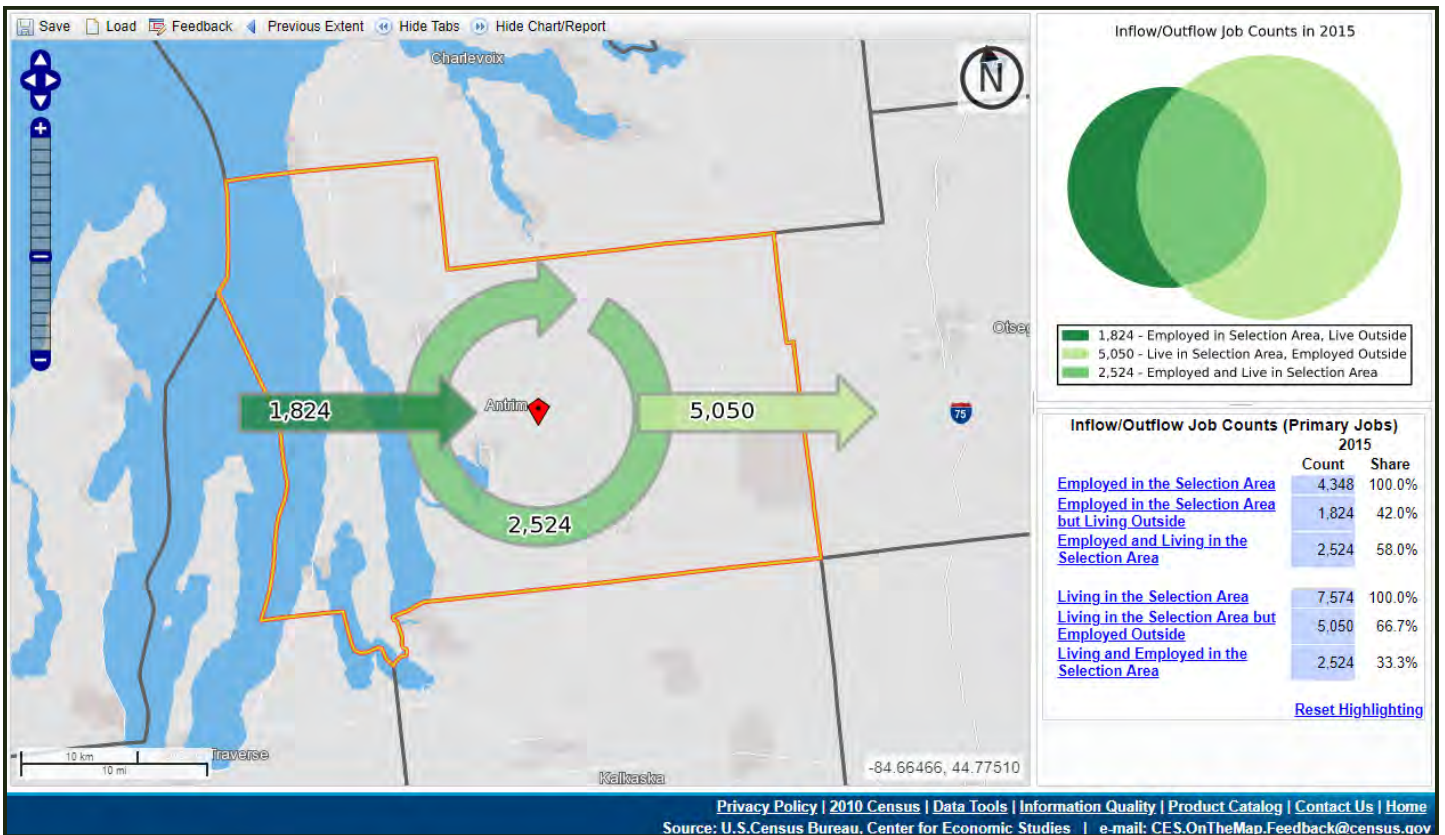 Save Load Feedback Previous Extent Hide Tabs Hide Chart/Report
Charlevoix
N
75
Antrim
1,824
5,050
2,524
10 km
10 mi
Traverse
Kalkaska
-84.66466, 44.77510
Inflow/Outflow Job Counts in 2015
1,824 - Employed in Selection Area, Live Outside
5,050 - Live in Selection Area, Employed Outside
2,524 - Employed and Live in Selection Area
Inflow/Outflow Job Counts (Primary Jobs)
2015
Count Share
Employed in the Selection Area 4,348 100.0%
Employed in the Selection Area
but Living Outside 1,824 42.0%
Employed and Living in the
Selection Area 2,524 58.0%
Living in the Selection Area 7,574 100.0%
Living in the Selection Area but
Employed Outside 5,050 66.7%
Living and Employed in the
Selection Area 2,524 33.3%
Reset Highlighting
Privacy Policy | 2010 Census | Data Tools | Information Quality | Product Catalog | Contact Us | Home
Source: U.S.Census Bureau, Center for Economic Studies | e-mail: CES.OnTheMap.Feedback@census.gov